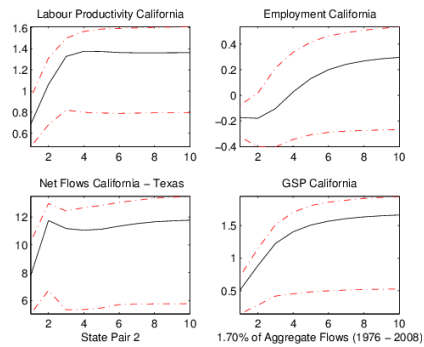 Labour Productivity California
Employment California
1.6
1.4
1.2
1
0.8
0.6
2 4 6 8 10
0.4
0.2
0
-0.2
-0.4
2 4 6 8 10
Net Flows California - Texas
GSP California
12
10
8
6
2 4 6 8 10
State Pair 2
1.5
1
0.5
2 4 6 8 10
1.70% of Aggregate Flows (1976 - 2008)